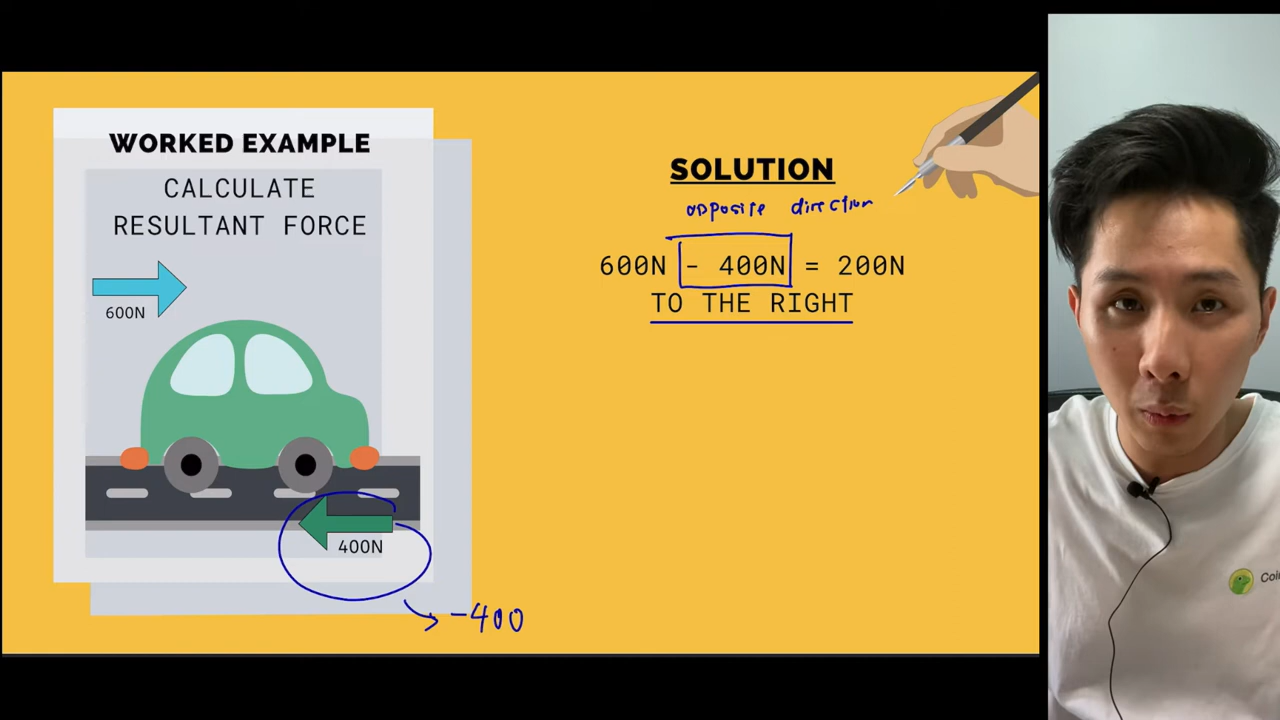 WORKED EXAMPLE
CALCULATE
RESULTANT FORCE
600N
400N
-400
SOLUTION
opposite direction
600N - 400N = 200N
TO THE RIGHT